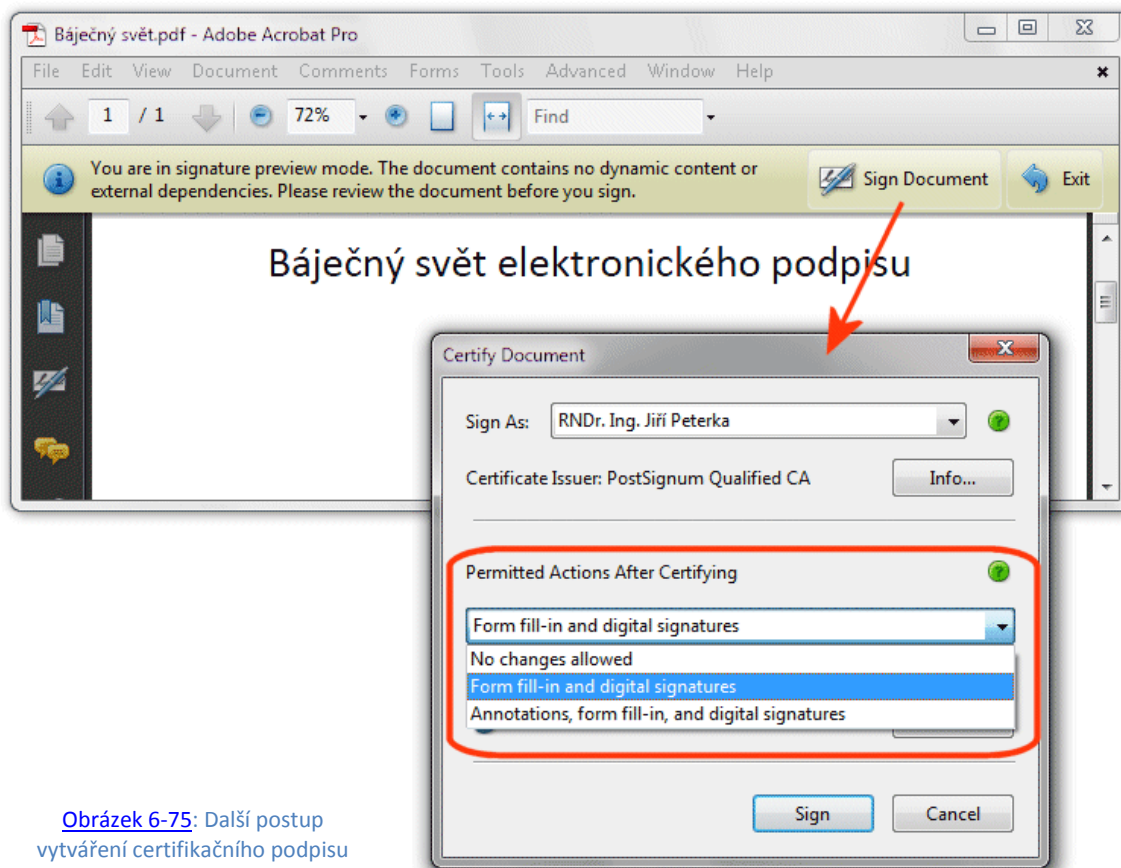 Báječný svět.pdf - Adobe Acrobat Pro
File Edit View Document Comments Forms Tools Advanced Window Help
1 / 1 72% Find
You are in signature preview mode. The document contains no dynamic content or
external dependencies. Please review the document before you sign.
Sign Document Exit
Báječný svět elektronického podpisu
Certify Document
Sign As: RNDr. Ing. Jiří Peterka
Certificate Issuer: PostSignum Qualified CA Info...
Permitted Actions After Certifying
Form fill-in and digital signatures
No changes allowed
Form fill-in and digital signatures
Annotations, form fill-in, and digital signatures
Sign Cancel
Obrázek 6-75: Další postup
vytváření certifikačního podpisu